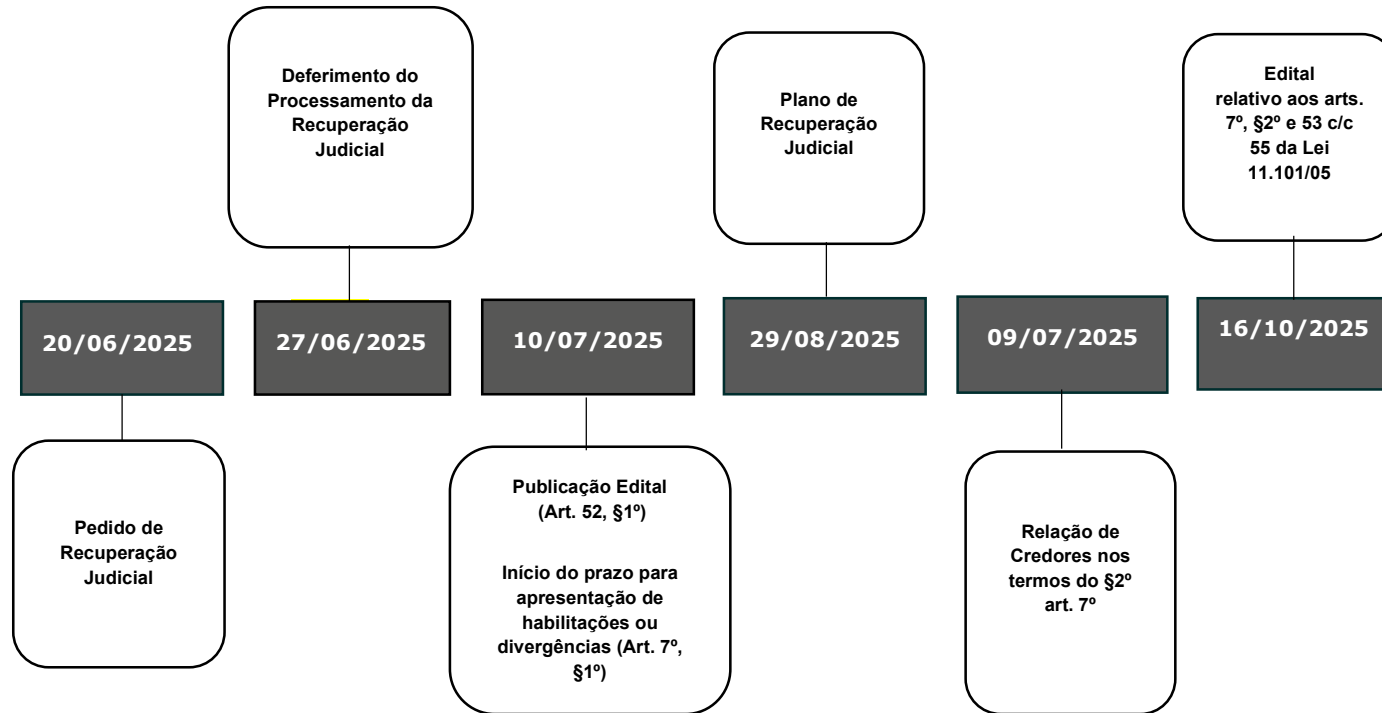 Deferimento do
Processamento da
Recuperação
Judicial
Plano de
Recuperação
Judicial
Edital
relativo aos arts.
7º, §2º e 53 c/c
55 da Lei
11.101/05
20/06/2025
27/06/2025
10/07/2025
29/08/2025
09/07/2025
16/10/2025
Pedido de
Recuperação
Judicial
Publicação Edital
(Art. 52, §1º)
Início do prazo para
apresentação de
habilitações ou
divergências (Art. 7º,
§1º)
Relação de
Credores nos
termos do §2º
art. 7º